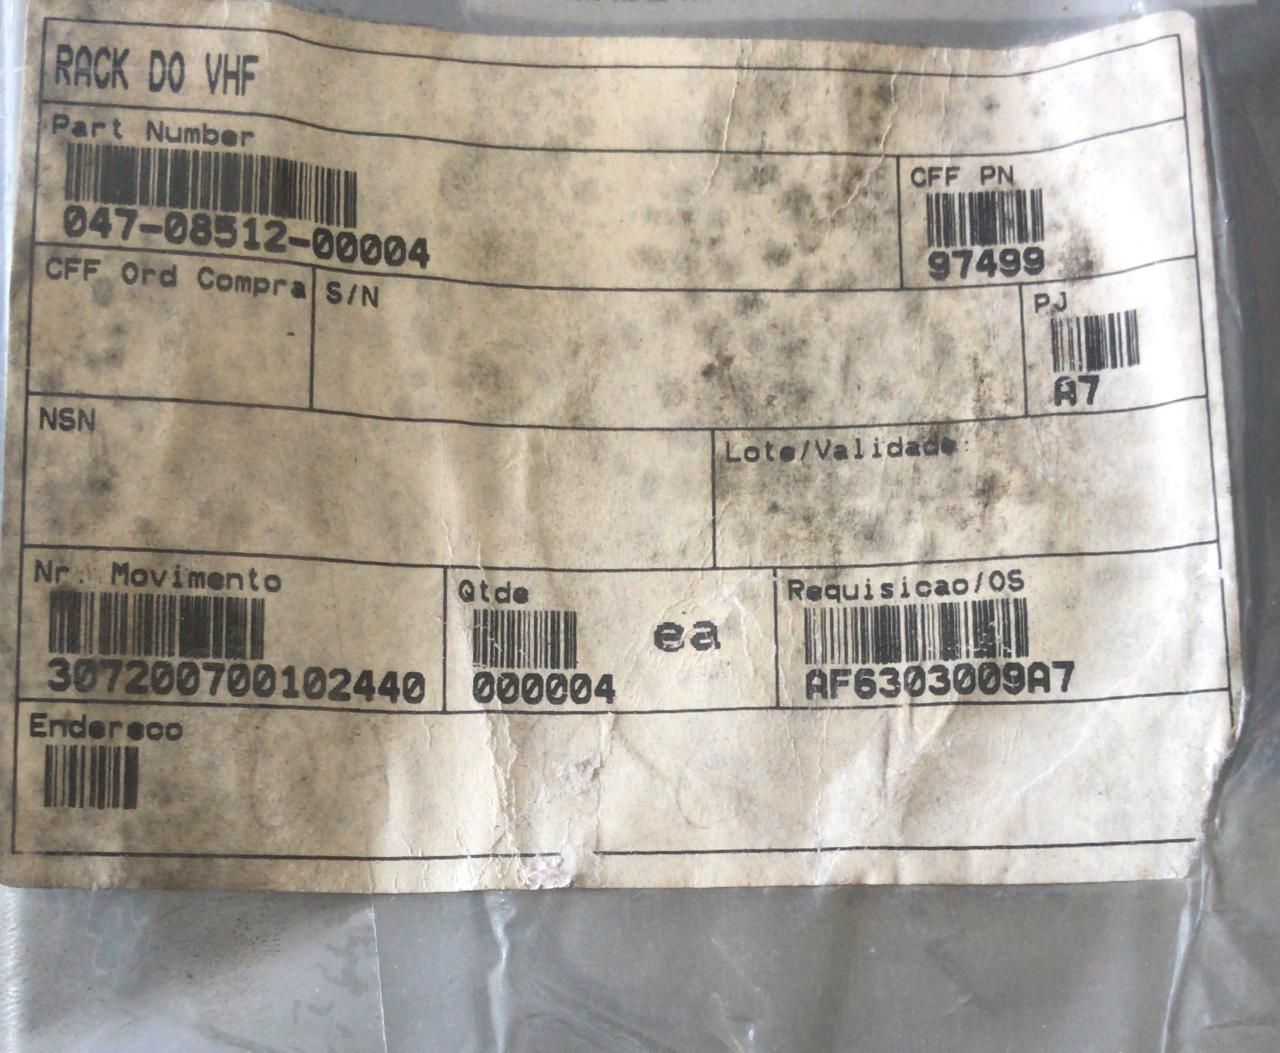 RACK DO VHF
Part Number
047-08512-00004
CFF PN
97499
CFF Ord Compra
S/N
PJ
A7
NSN
Lote/Validade:
Nr. Movimento
307200700102440
Qtde
000004
ea
Requisicao/OS
AF6303009A7
Endereco